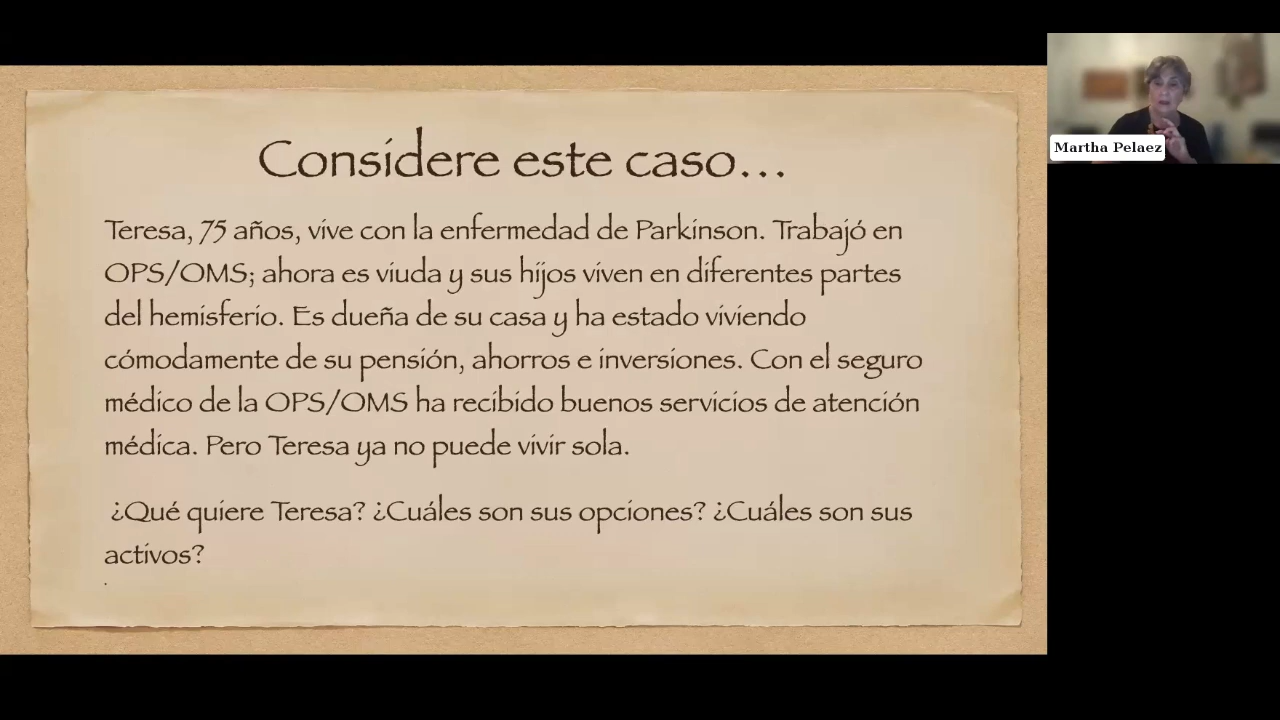 Considere este caso...
Teresa, 75 años, vive con la enfermedad de Parkinson. Trabajó en
OPS/OMS; ahora es viuda y sus hijos viven en diferentes partes
del hemisferio. Es dueña de su casa y ha estado viviendo
cómodamente de su pensión, ahorros e inversiones. Con el seguro
médico de la OPS/OMS ha recibido buenos servicios de atención
médica. Pero Teresa ya no puede vivir sola.
¿Qué quiere Teresa? ¿Cuáles son sus opciones? ¿Cuáles son sus
activos?
.
Martha Pelaez